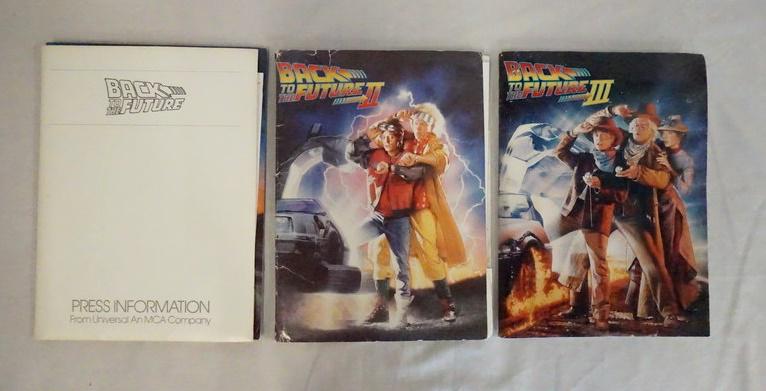 BACK
TO THE FUTURE
PRESS INFORMATION
From Universal An MCA Company
BACK
TO THE FUTURE II
BACK
TO THE FUTURE III